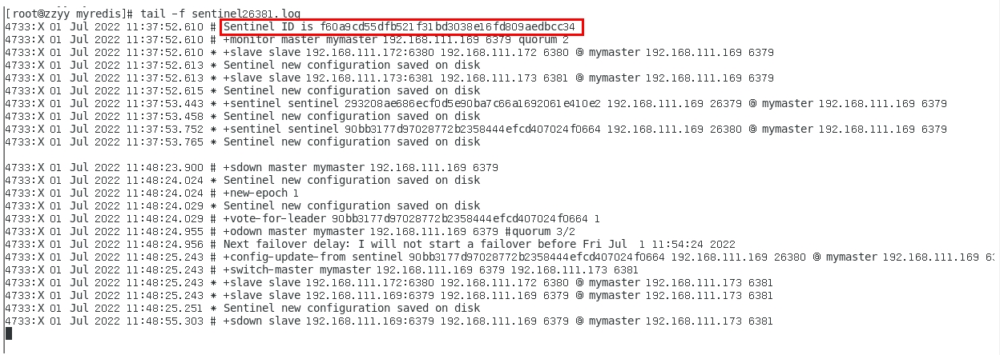 [root@zzyy myredis]# tail -f sentinel26381.log
4733:X 01 Jul 2022 11:37:52.610 # Sentinel ID is f60a9cd55dfb521f31bd3038e16fd809aedbcc34
4733:X 01 Jul 2022 11:37:52.610 # +monitor master mymaster 192.168.111.169 6379 quorum 2
4733:X 01 Jul 2022 11:37:52.610 * +slave slave 192.168.111.172:6380 192.168.111.172 6380 @ mymaster 192.168.111.169 6379
4733:X 01 Jul 2022 11:37:52.613 * Sentinel new configuration saved on disk
4733:X 01 Jul 2022 11:37:52.613 * +slave slave 192.168.111.173:6381 192.168.111.173 6381 @ mymaster 192.168.111.169 6379
4733:X 01 Jul 2022 11:37:52.615 * Sentinel new configuration saved on disk
4733:X 01 Jul 2022 11:37:53.443 * +sentinel sentinel 293208ae686ecf0d5e90ba7c66a1692061e410e2 192.168.111.169 26379 @ mymaster 192.168.111.169 6379
4733:X 01 Jul 2022 11:37:53.458 * Sentinel new configuration saved on disk
4733:X 01 Jul 2022 11:37:53.752 * +sentinel sentinel 90bb3177d97028772b2358444efcd407024f0664 192.168.111.169 26380 @ mymaster 192.168.111.169 6379
4733:X 01 Jul 2022 11:37:53.765 * Sentinel new configuration saved on disk
4733:X 01 Jul 2022 11:48:23.900 # +sdown master mymaster 192.168.111.169 6379
4733:X 01 Jul 2022 11:48:24.024 * Sentinel new configuration saved on disk
4733:X 01 Jul 2022 11:48:24.024 # +new-epoch 1
4733:X 01 Jul 2022 11:48:24.029 * Sentinel new configuration saved on disk
4733:X 01 Jul 2022 11:48:24.029 # +vote-for-leader 90bb3177d97028772b2358444efcd407024f0664 1
4733:X 01 Jul 2022 11:48:24.955 # +odown master mymaster 192.168.111.169 6379 #quorum 3/2
4733:X 01 Jul 2022 11:48:24.956 # Next failover delay: I will not start a failover before Fri Jul  1 11:54:24 2022
4733:X 01 Jul 2022 11:48:25.243 # +config-update-from sentinel 90bb3177d97028772b2358444efcd407024f0664 192.168.111.169 26380 @ mymaster 192.168.111.169 63
4733:X 01 Jul 2022 11:48:25.243 # +switch-master mymaster 192.168.111.169 6379 192.168.111.173 6381
4733:X 01 Jul 2022 11:48:25.243 * +slave slave 192.168.111.172:6380 192.168.111.172 6380 @ mymaster 192.168.111.173 6381
4733:X 01 Jul 2022 11:48:25.243 * +slave slave 192.168.111.169:6379 192.168.111.169 6379 @ mymaster 192.168.111.173 6381
4733:X 01 Jul 2022 11:48:25.251 * Sentinel new configuration saved on disk
4733:X 01 Jul 2022 11:48:55.303 # +sdown slave 192.168.111.169:6379 192.168.111.169 6379 @ mymaster 192.168.111.173 6381